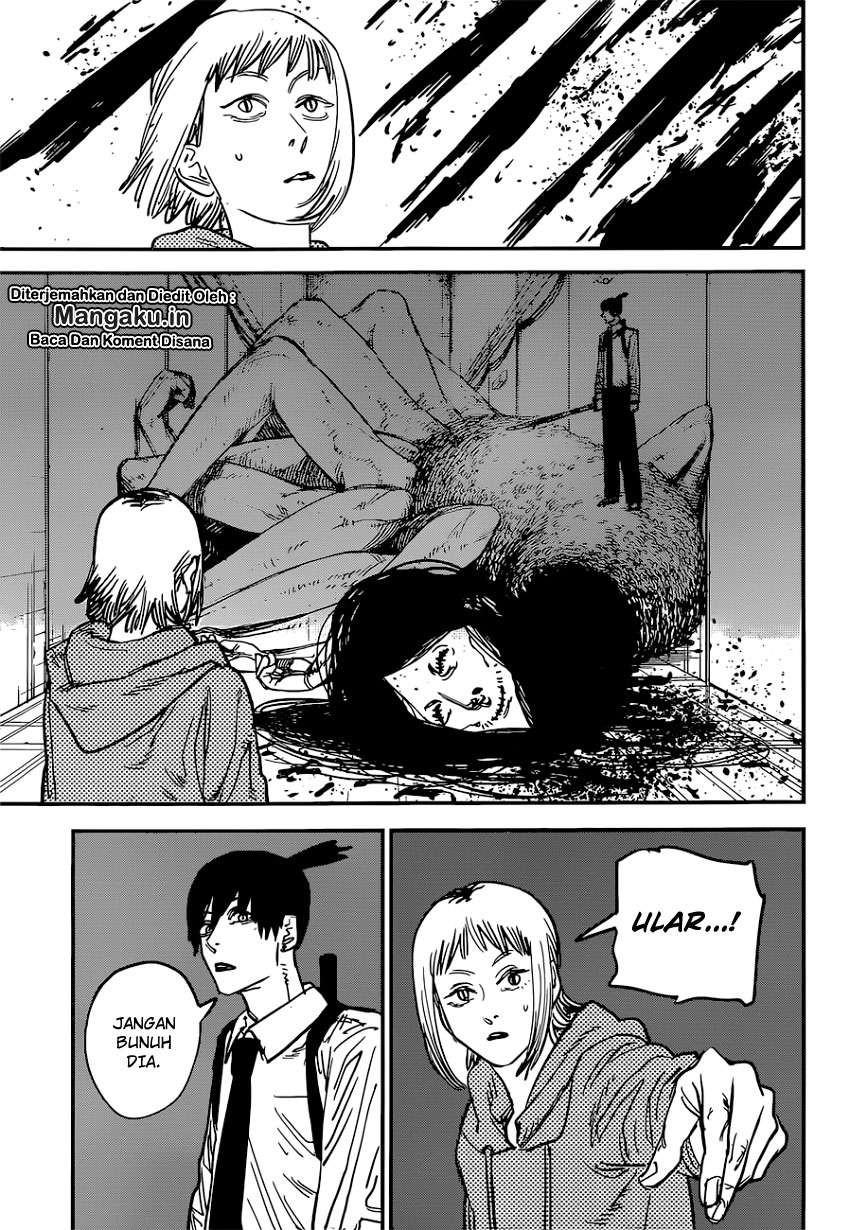 Diterjemahkan dan Diedit Oleh :
Mangaku.in
Baca Dan Koment Disana
ULAR...!
JANGAN
BUNUH
DIA.